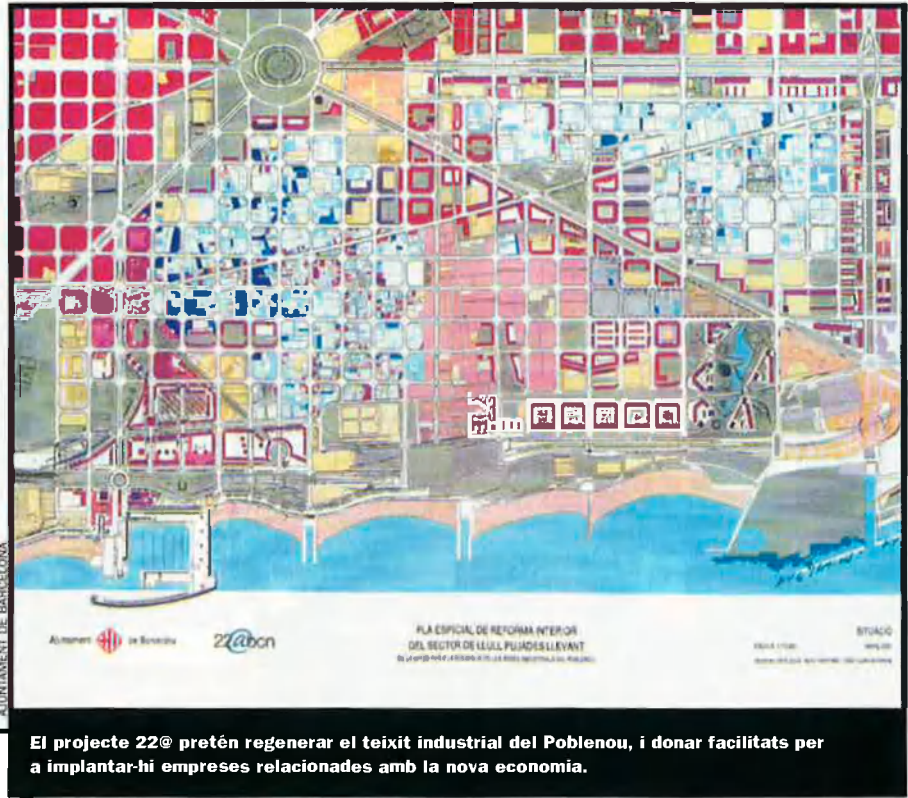 AJUNTAMENT DE BARCELONA
Ajuntament de Barcelona
22@bcn
PLA ESPECIAL DE REFORMA INTERIOR
DEL SECTOR DE LLULL PUJADES LLEVANT
SITUACIÓ
El projecte 22@ pretén regenerar el teixit industrial del Poblenou, i donar facilitats per
a implantar-hi empreses relacionades amb la nova economia.